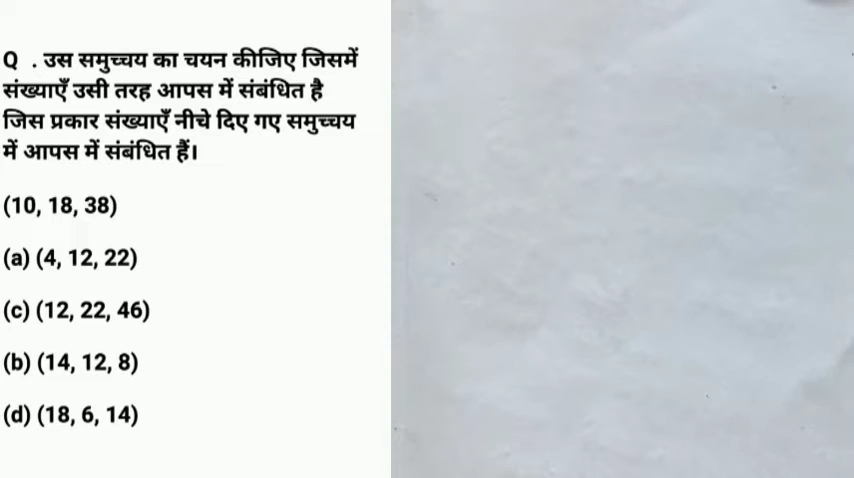 Q . उस समुच्चय का चयन कीजिए जिसमें
संख्याएँ उसी तरह आपस में संबंधित है
जिस प्रकार संख्याएँ नीचे दिए गए समुच्चय
में आपस में संबंधित हैं।
(10, 18, 38)
(a) (4, 12, 22)
(c) (12, 22, 46)
(b) (14, 12, 8)
(d) (18, 6, 14)